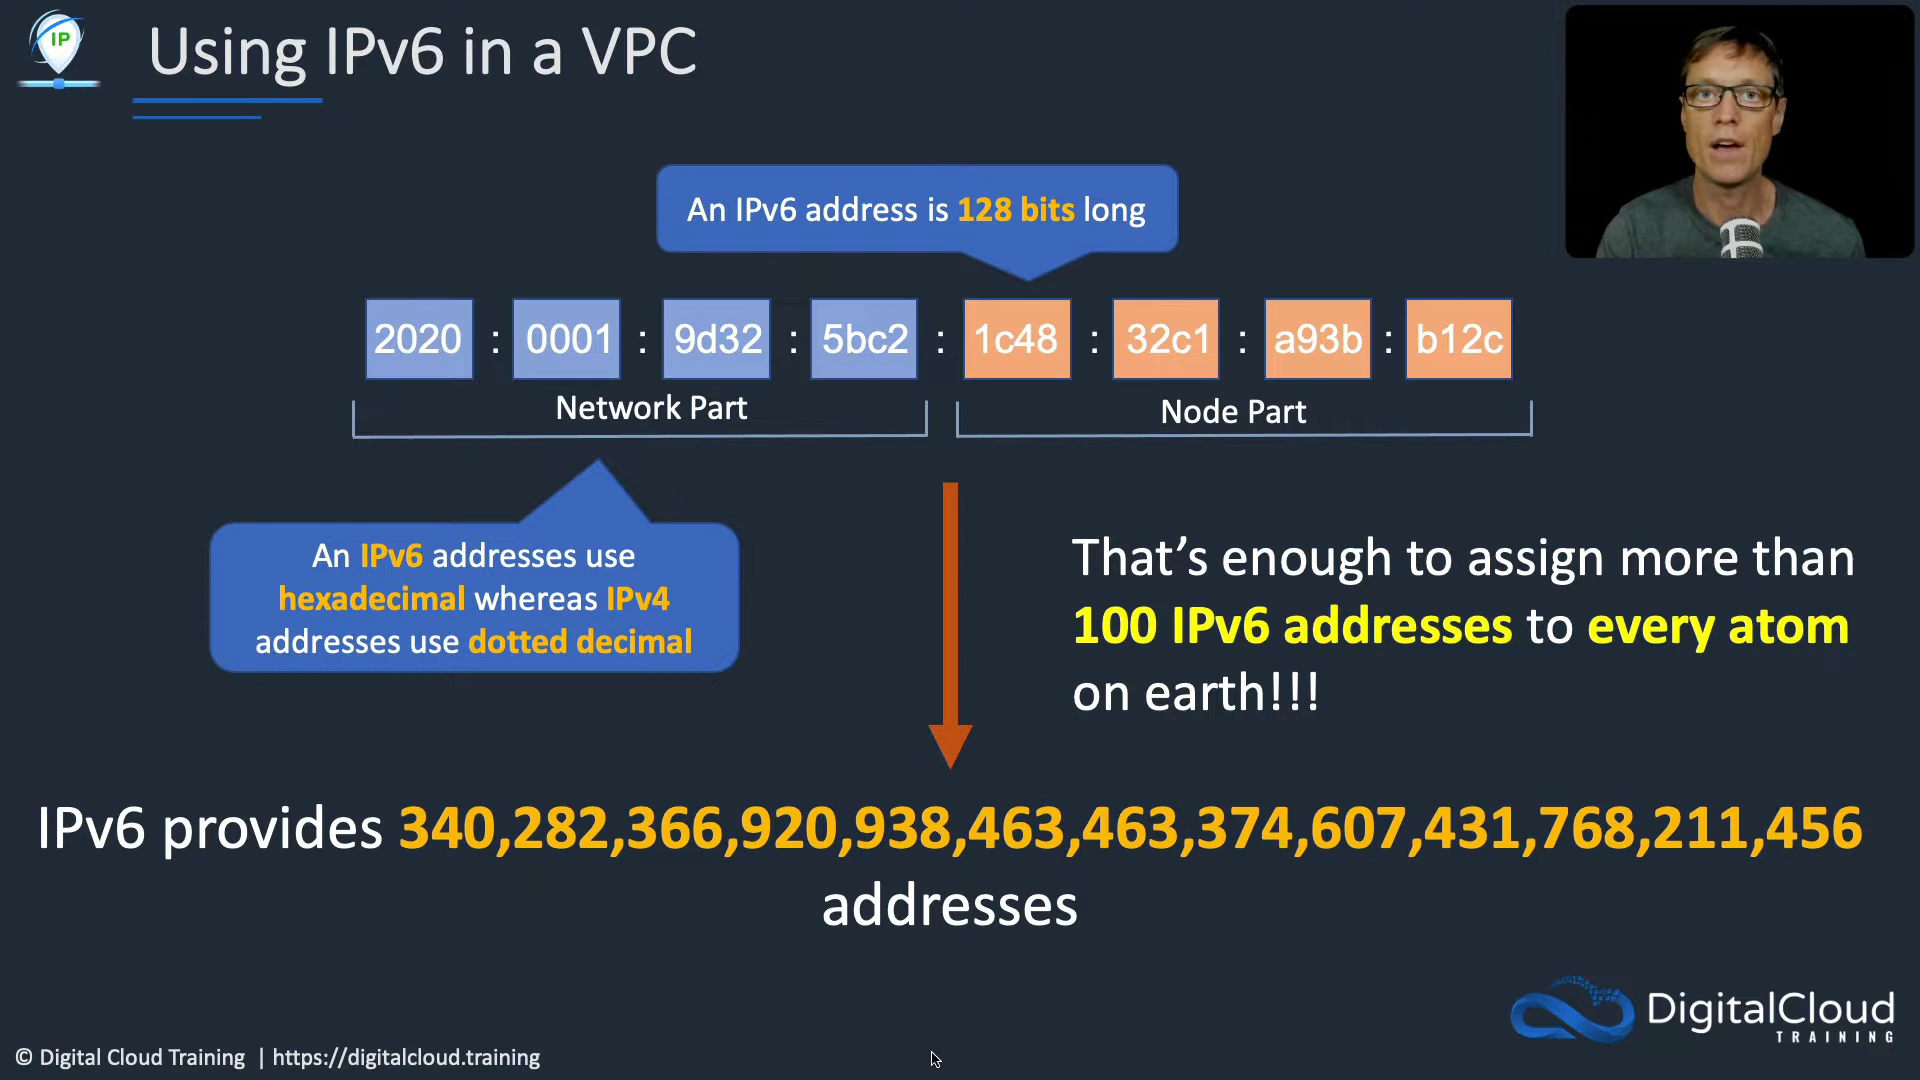 IP
Using IPv6 in a VPC
An IPv6 address is 128 bits long
2020 : 0001 : 9d32 : 5bc2 : 1c48 : 32c1 : a93b : b12c
Network Part
Node Part
An IPv6 addresses use
hexadecimal whereas IPv4
addresses use dotted decimal
That's enough to assign more than
100 IPv6 addresses to every atom
on earth!!!
IPv6 provides 340,282,366,920,938,463,463,374,607,431,768,211,456
addresses
DigitalCloud
TRAINING
© Digital Cloud Training | https://digitalcloud.training